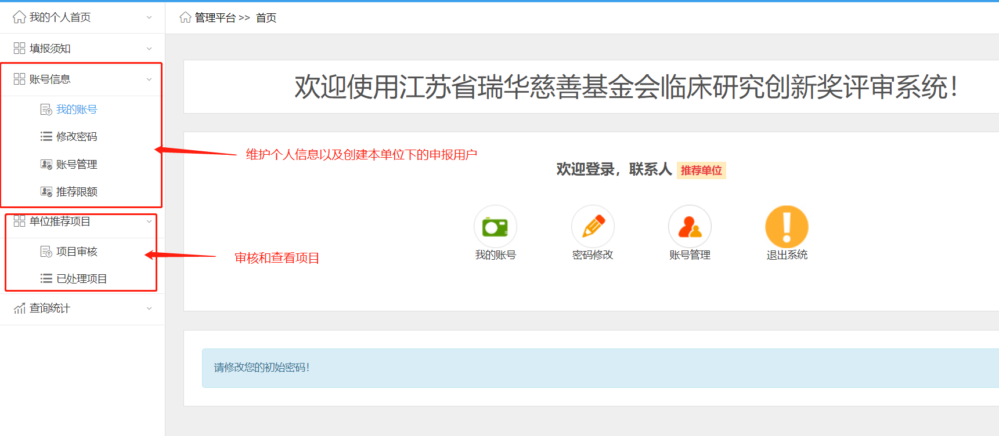 我的个人首页
填报须知
账号信息
我的账号
修改密码
账号管理
推荐限额
单位推荐项目
项目审核
已处理项目
查询统计
管理平台 >> 首页
欢迎使用江苏省瑞华慈善基金会临床研究创新奖评审系统!
维护个人信息以及创建本单位下的申报用户
欢迎登录，联系人 推荐单位
我的账号 密码修改 账号管理 退出系统
审核和查看项目
请修改您的初始密码!